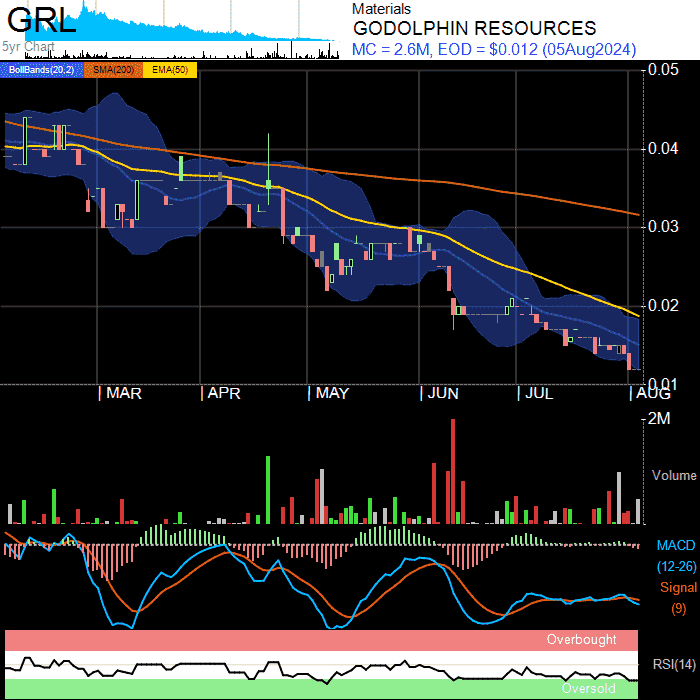 GRL
5yr Chart
Materials
GODOLPHIN RESOURCES
MC = 2.6M, EOD = $0.012 (05Aug2024)
BollBands(20,2) SMA(200) EMA(50)
0.05
0.04
0.03
0.02
0.01
MAR APR MAY JUN JUL AUG
2M
Volume
MACD
(12-26)
Signal
(9)
Overbought
RSI(14)
Oversold